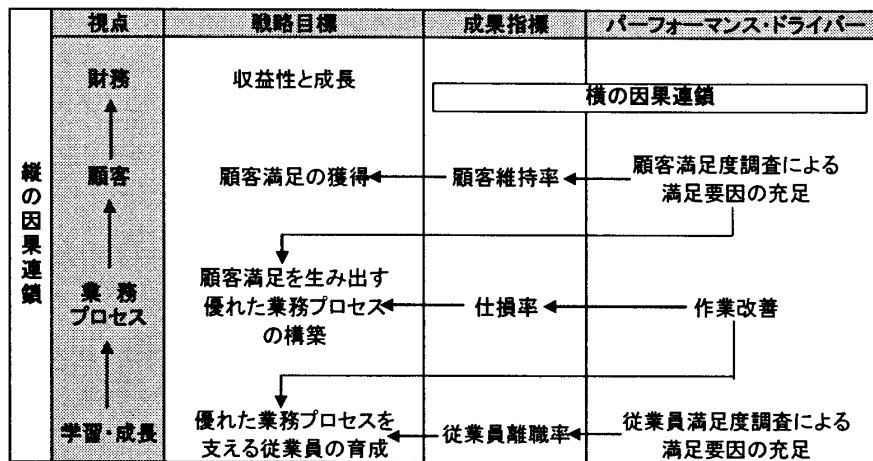 視点 戦略目標 成果指標 パーフォーマンス・ドライバー
財務 収益性と成長
横の因果連鎖
縦の因果連鎖
顧客 顧客満足の獲得 顧客維持率 顧客満足度調査による
満足要因の充足
業務
プロセス
顧客満足を生み出す
優れた業務プロセス
の構築
仕損率 作業改善
学習・成長
優れた業務プロセスを
支える従業員の育成
従業員離職率
従業員満足度調査による
満足要因の充足